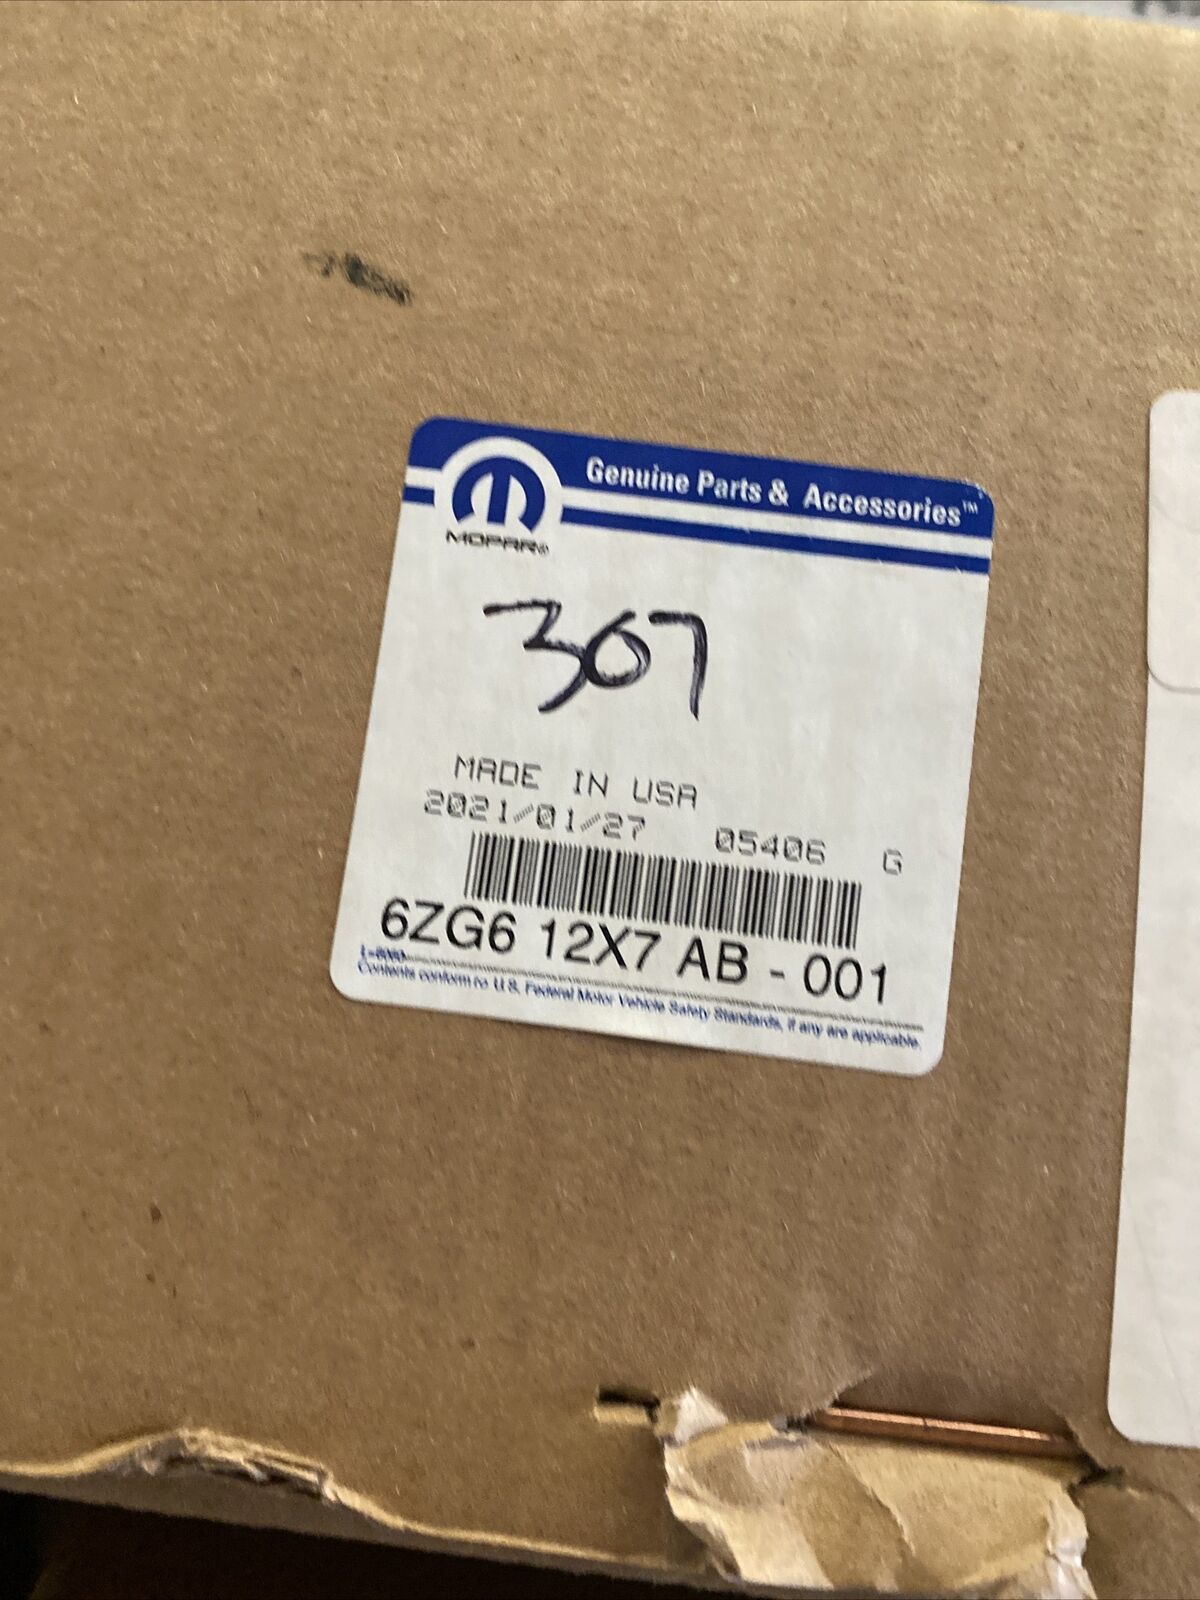 Genuine Parts & Accessories™
MOPAR®
307
MADE IN USA
2021/01/27 05406 G
6ZG6 12X7 AB - 001
Contents conform to U.S. Federal Motor Vehicle Safety Standards, if any are applicable.